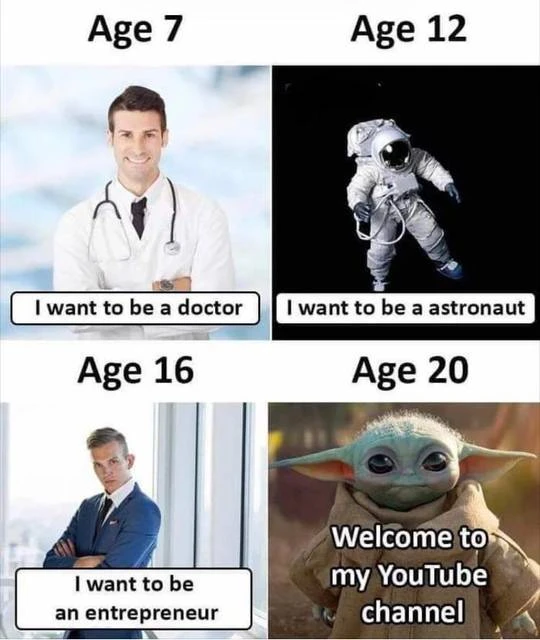 Age 7
Age 12
I want to be a doctor
I want to be a astronaut
Age 16
Age 20
I want to be
an entrepreneur
Welcome to
my YouTube
channel